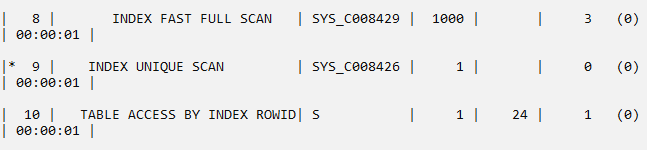 |   8 |       INDEX FAST FULL SCAN   | SYS_C008429 |  1000 |       |     3   (0)
| 00:00:01 |
|*  9 |    INDEX UNIQUE SCAN         | SYS_C008426 |     1 |       |     0   (0)
| 00:00:01 |
|  10 |   TABLE ACCESS BY INDEX ROWID| S           |     1 |    24 |     1   (0)
| 00:00:01 |